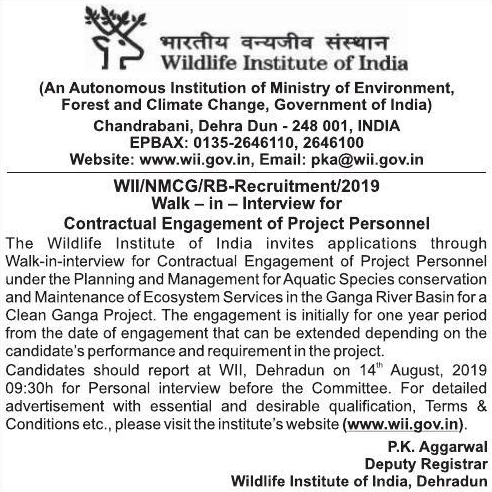 भारतीय वन्यजीव संस्थान
Wildlife Institute of India
(An Autonomous Institution of Ministry of Environment,
Forest and Climate Change, Government of India)
Chandrabani, Dehra Dun - 248 001, INDIA
EPBAX: 0135-2646110, 2646100
Website: www.wii.gov.in, Email: pka@wii.gov.in
WII/NMCG/RB-Recruitment/2019
Walk – in – Interview for
Contractual Engagement of Project Personnel
The Wildlife Institute of India invites applications through
Walk-in-interview for Contractual Engagement of Project Personnel
under the Planning and Management for Aquatic Species conservation
and Maintenance of Ecosystem Services in the Ganga River Basin for a
Clean Ganga Project. The engagement is initially for one year period
from the date of engagement that can be extended depending on the
candidate's performance and requirement in the project.
Candidates should report at WII, Dehradun on 14th August, 2019
09:30h for Personal interview before the Committee. For detailed
advertisement with essential and desirable qualification, Terms &
Conditions etc., please visit the institute's website (www.wii.gov.in).
P.K. Aggarwal
Deputy Registrar
Wildlife Institute of India, Dehradun